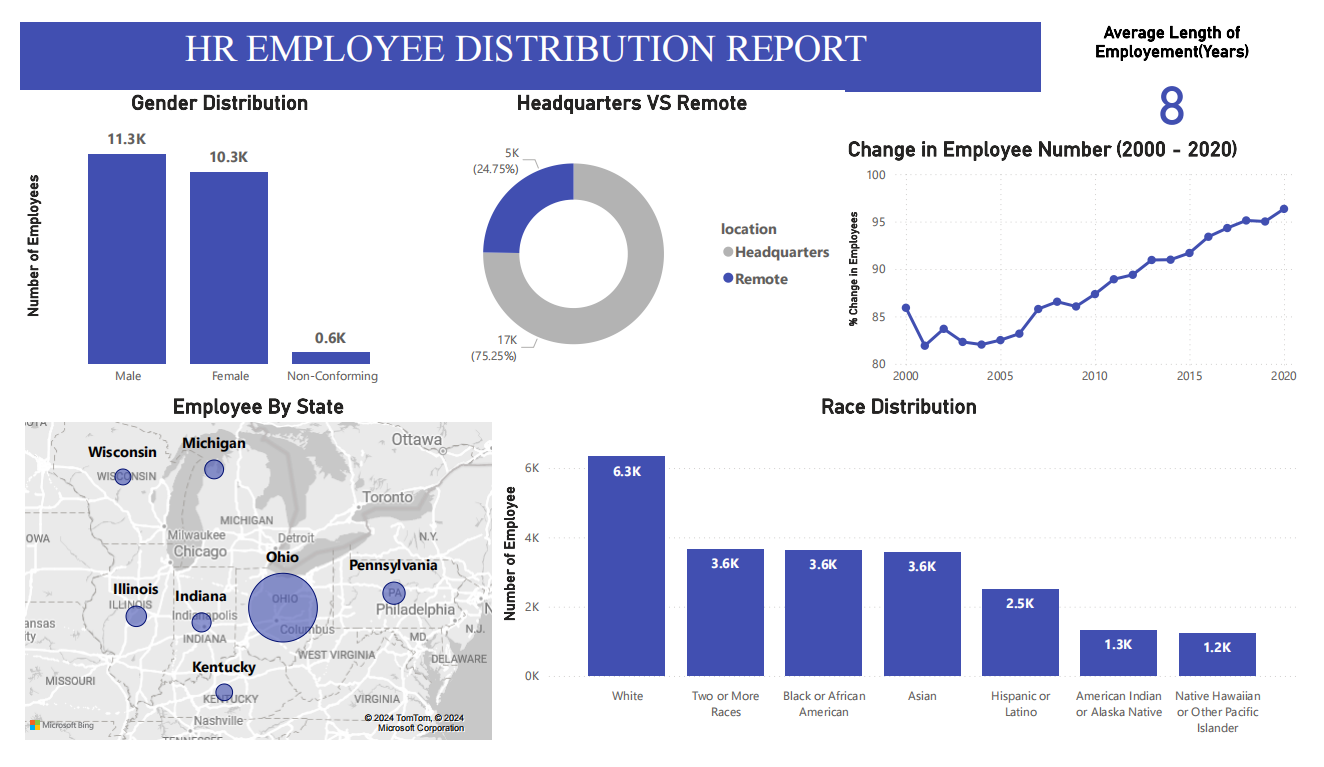 HR EMPLOYEE DISTRIBUTION REPORT
Average Length of
Employement(Years)
8
Gender Distribution
Number of Employees
11.3K
10.3K
0.6K
Male
Female
Non-Conforming
Headquarters VS Remote
5K
(24.75%)
17K
(75.25%)
location
Headquarters
Remote
Change in Employee Number (2000 - 2020)
% Change in Employees
100
95
90
85
80
2000
2005
2010
2015
2020
Employee By State
Wisconsin
Michigan
Ottawa
WISCONSIN
Toronto
MICHIGAN
Milwaukee
Detroit
N.Y.
OWA
Chicago
Ohio
Pennsylvania
Illinois
Indiana
OHIO
PA
ILLINOIS
Indianapolis
Philadelphia
N
ansas
ity
Columbus
N.J.
INDIANA
MD.
WEST VIRGINIA
DELAWARE
Kentucky
MISSOURI
KENTUCKY
VIRGINIA
Nashville
© 2024 TomTom, © 2024
Microsoft Corporation
Microsoft Bing
TENNESSEE
Race Distribution
Number of Employee
6K
4K
2K
0K
6.3K
3.6K
3.6K
3.6K
2.5K
1.3K
1.2K
White
Two or More
Races
Black or African
American
Asian
Hispanic or
Latino
American Indian
or Alaska Native
Native Hawaiian
or Other Pacific
Islander